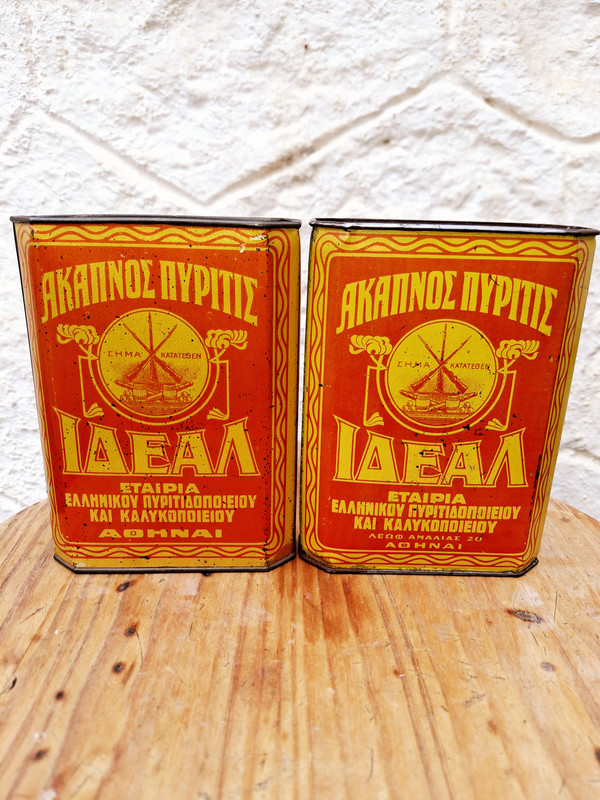 ΑΚΑΠΝΟΣ ΠΥΡΙΤΙΣ
ΣΗΜΑ ΚΑΤΑΤΕΘΕΝ
ΙΔΕΑΛ
ΕΤΑΙΡΙΑ
ΕΛΛΗΝΙΚΟΥ ΠΥΡΙΤΙΔΟΠΟΙΕΙΟΥ
ΚΑΙ ΚΑΛΥΚΟΠΟΙΕΙΟΥ
ΑΘΗΝΑΙ
ΑΚΑΠΝΟΣ ΠΥΡΙΤΙΣ
ΣΗΜΑ ΚΑΤΑΤΕΘΕΝ
ΙΔΕΑΛ
ΕΤΑΙΡΙΑ
ΕΛΛΗΝΙΚΟΥ ΠΥΡΙΤΙΔΟΠΟΙΕΙΟΥ
ΚΑΙ ΚΑΛΥΚΟΠΟΙΕΙΟΥ
ΛΕΩΦ ΑΜΑΛΙΑΣ 20
ΑΘΗΝΑΙ